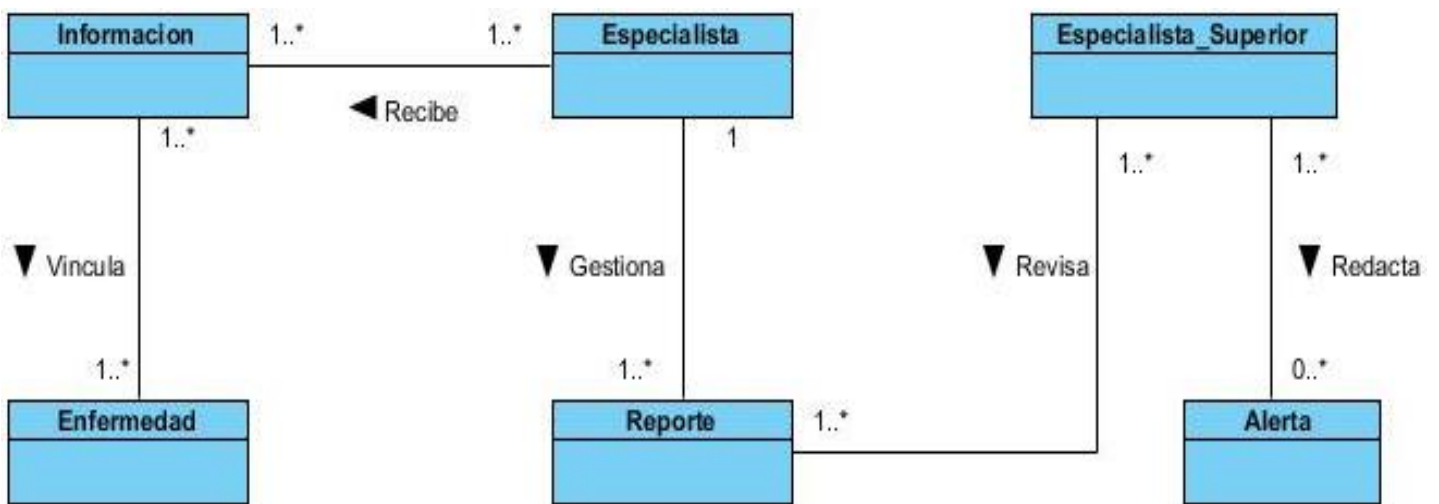 Informacion
1..*
1..*
Especialista
Especialista_Superior
Recibe
1..*
1
1..*
1..*
Vincula
Gestiona
Revisa
Redacta
1..*
1..*
0..*
Enfermedad
Reporte
1..*
Alerta